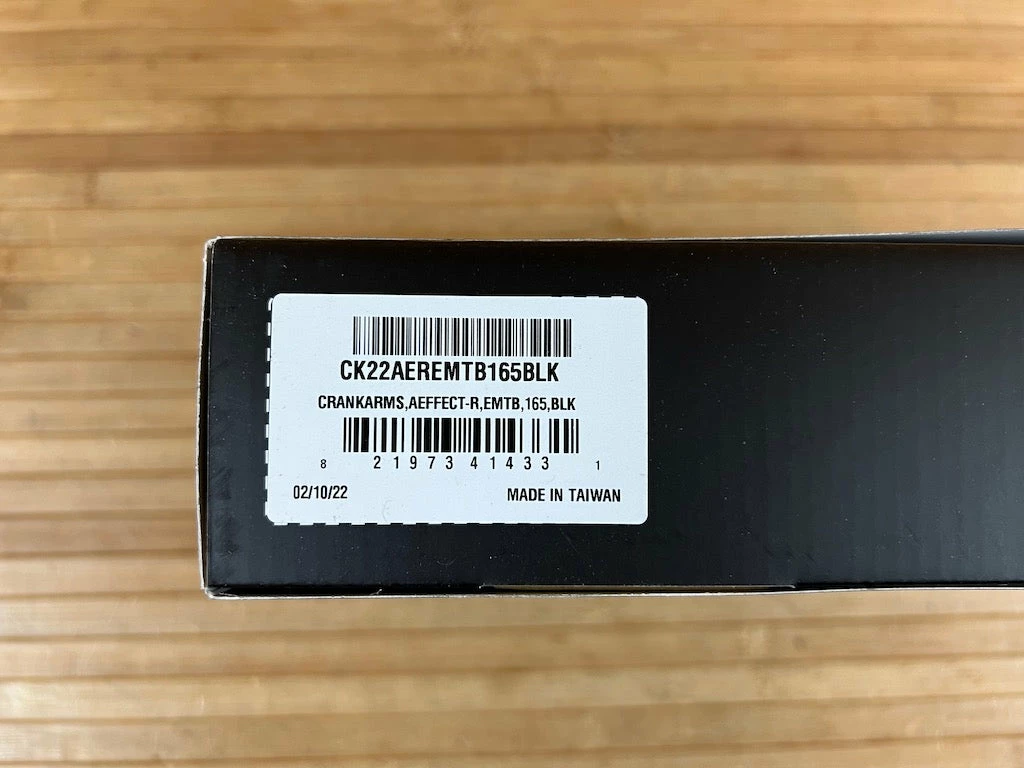 CK22AEREMTB165BLK
CRANKARMS,AEFFECT-R,EMTB,165,BLK
8 21973 41433 1
02/10/22 MADE IN TAIWAN